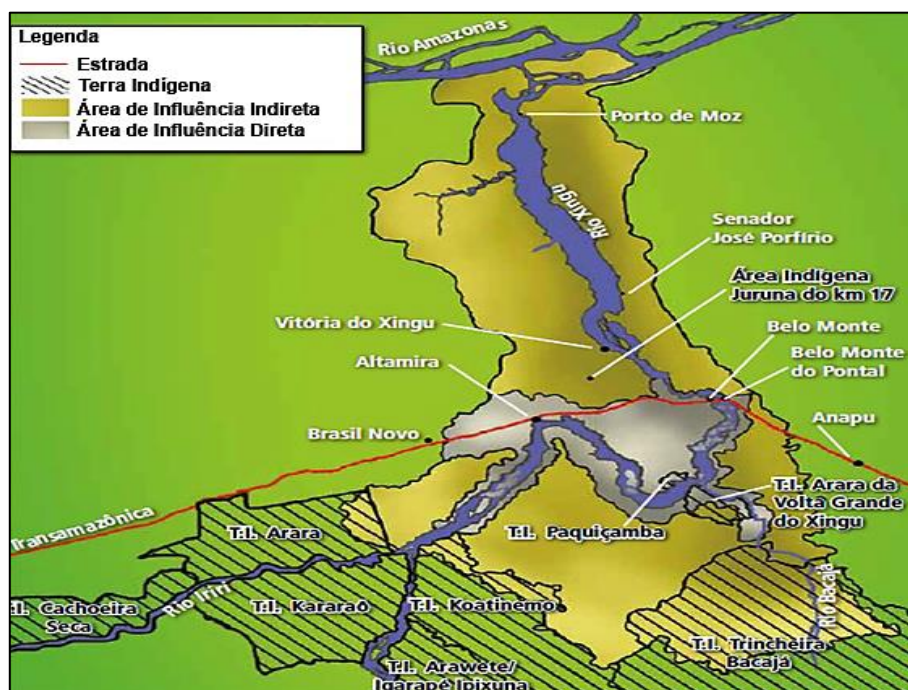 Legenda
Estrada
Terra Indígena
Área de Influência Indireta
Área de Influência Direta
Rio Amazonas
Porto de Moz
Rio Xingu
Senador
José Porfírio
Área Indígena
Juruna do km 17
Vitória do Xingu
Belo Monte
Altamira
Belo Monte
do Pontal
Brasil Novo
Anapu
T.I. Arara da
Volta Grande
do Xingu
Transamazônica
T.I. Arara
T.I. Paquiçamba
Rio Iriri
T.I. Cachoeira
Seca
T.I. Kararaô
T.I. Koatinemo
Rio Bacajá
T.I. Trincheira
Bacajá
T.I. Arawete/
Igarapé Ipixuna